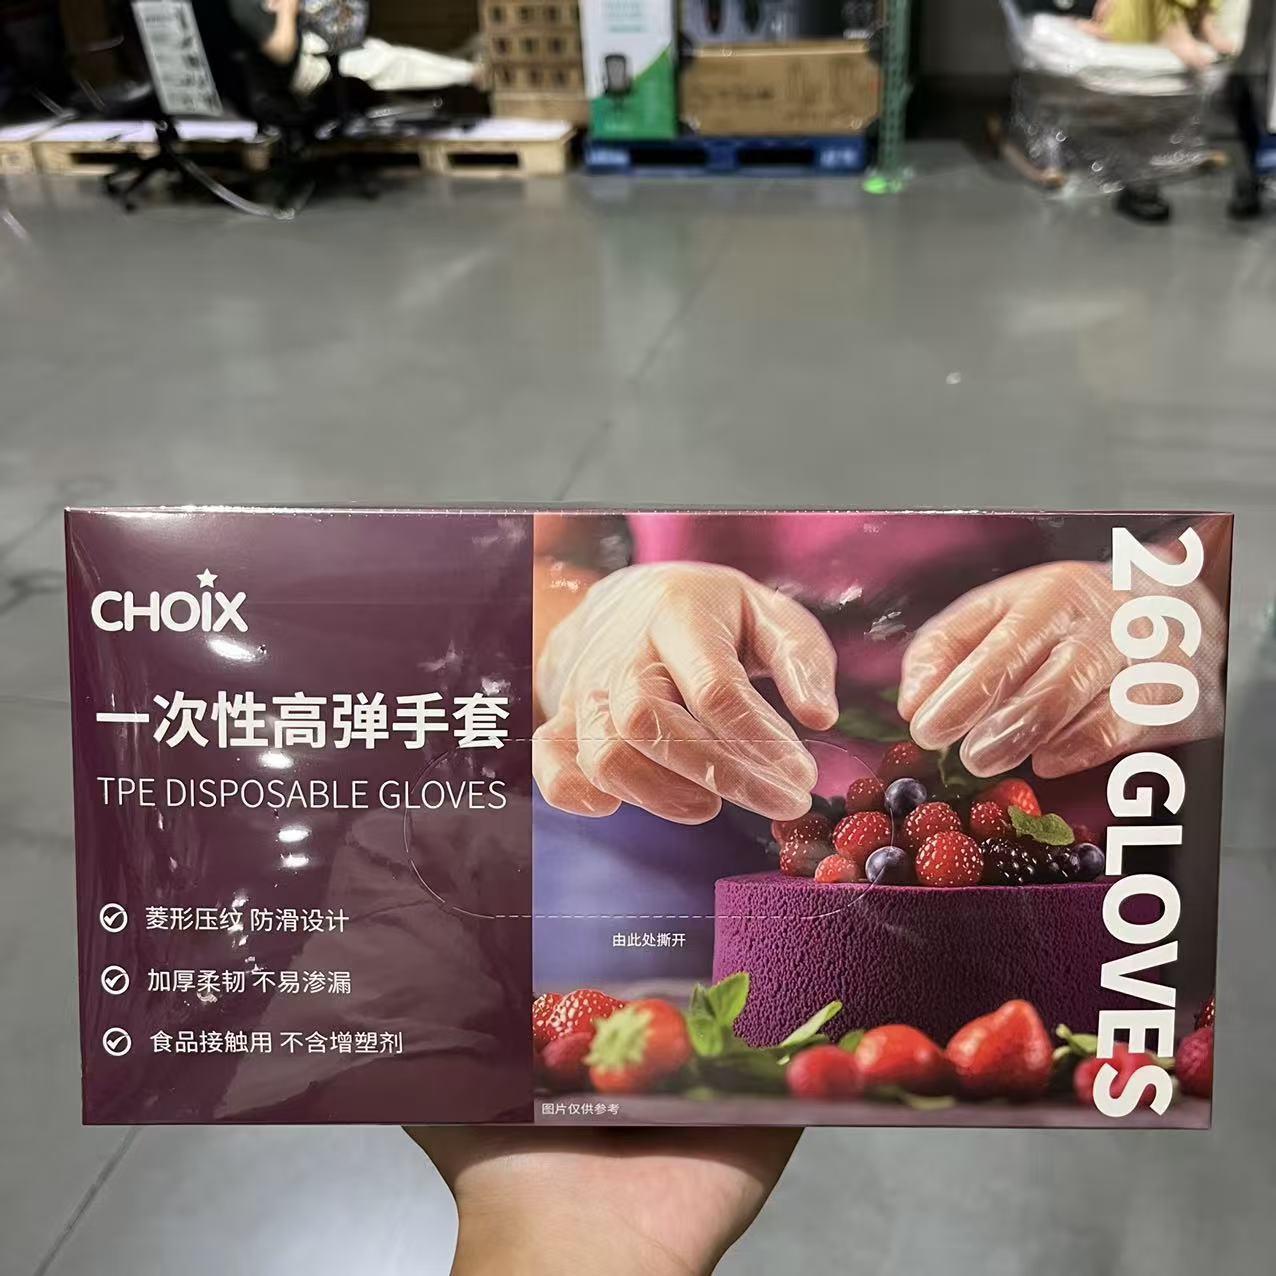 CHOIX
一次性高弹手套
TPE DISPOSABLE GLOVES
菱形压纹 防滑设计
加厚柔韧 不易渗漏
食品接触用 不含增塑剂
由此处撕开
图片仅供参考
260 GLOVES